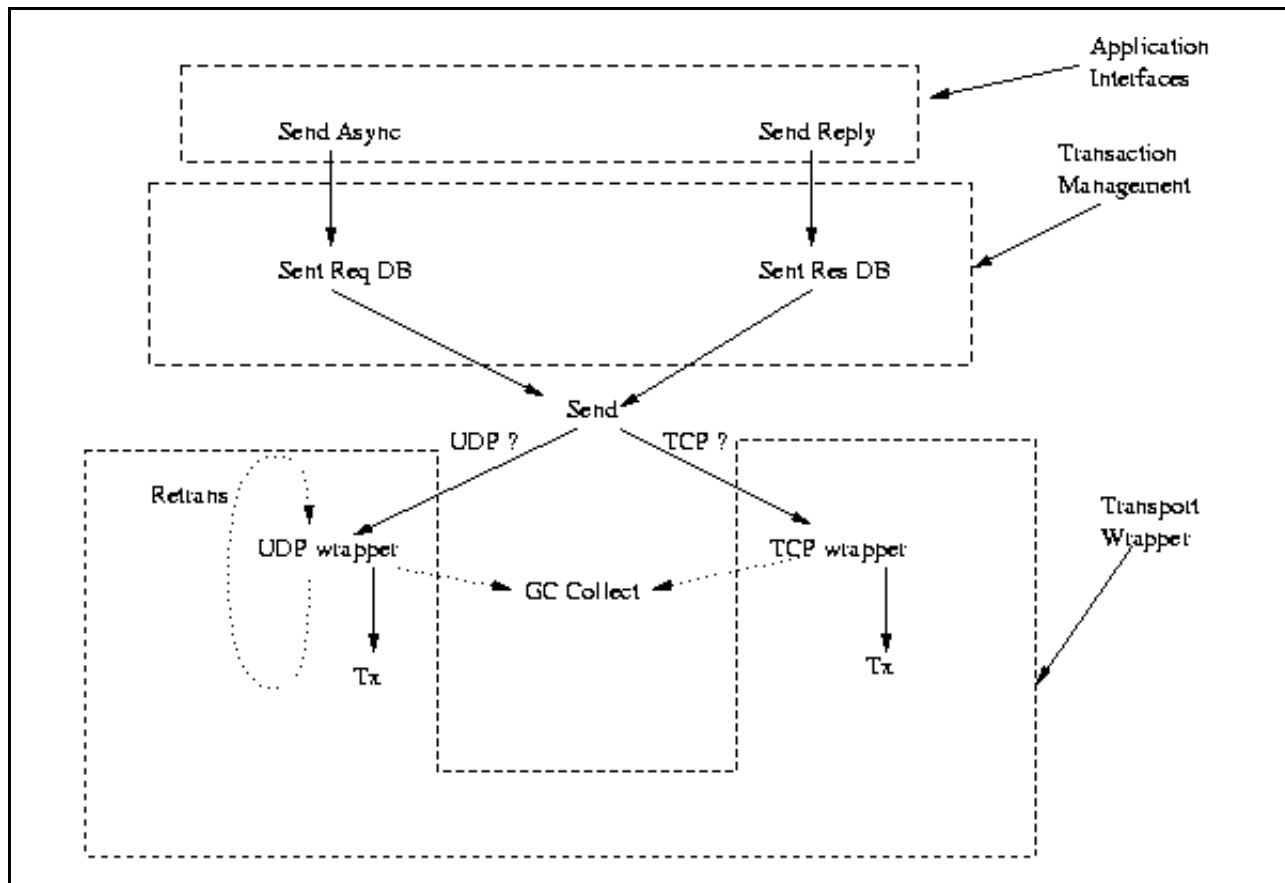 Application
Interfaces
Send Async
Send Reply
Transaction
Management
Sent Req DB
Sent Res DB
Send
UDP ?
TCP ?
Retrans
Transport
Wrapper
UDP wrapper
TCP wrapper
GC Collect
Tx
Tx